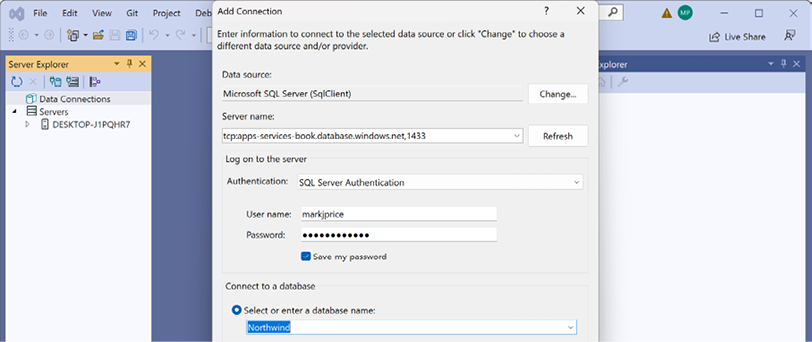 File Edit View Git Project
Add Connection
MP
Live Share
Server Explorer
Data Connections
Servers
DESKTOP-J1PQHR7
Enter information to connect to the selected data source or click "Change" to choose a
different data source and/or provider.
Data source:
Microsoft SQL Server (SqlClient)
Change...
Server name:
tcp:apps-services-book.database.windows.net,1433
Refresh
Log on to the server
Authentication:
SQL Server Authentication
User name:
markjprice
Password:
●●●●●●●●●●●●
Save my password
Connect to a database
Select or enter a database name:
Northwind
Explorer